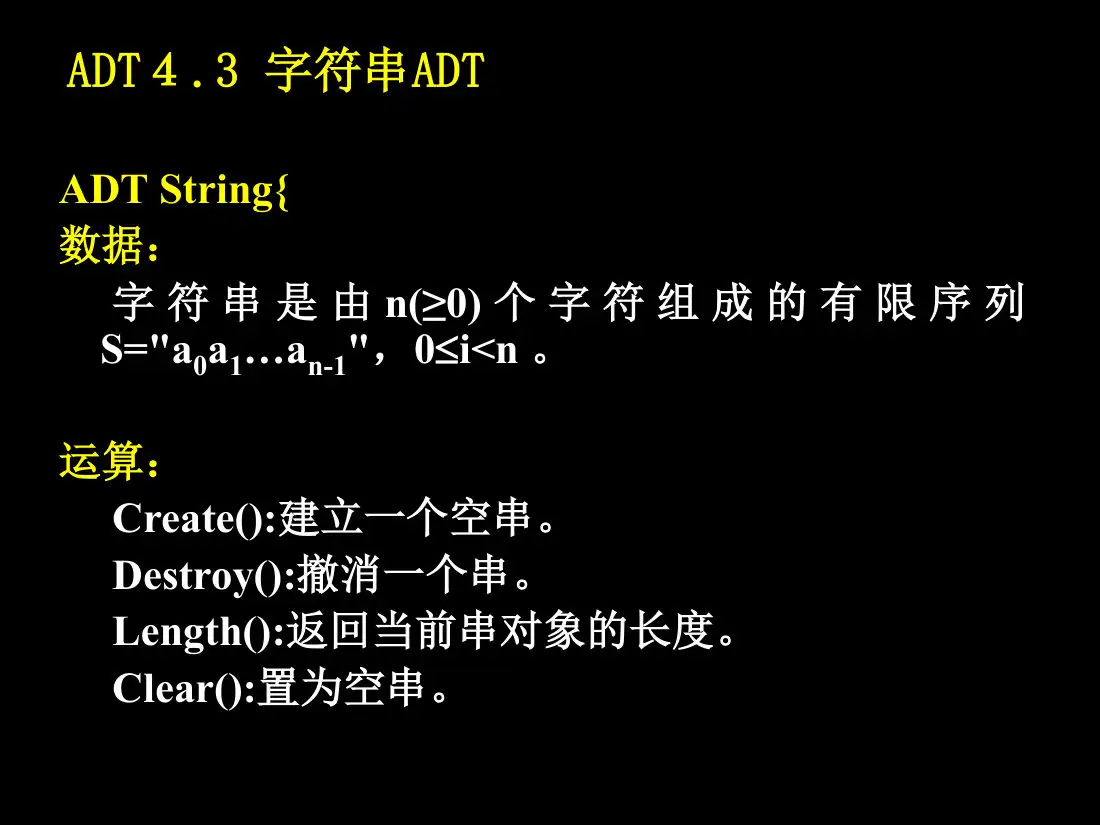 ADT４.3 字符串ADT
ADT String{
数据：
字符串是由n(≥0)个字符组成的有限序列
S="a₀a₁…aₙ₋₁"，0≤i<n 。
运算：
Create():建立一个空串。
Destroy():撤消一个串。
Length():返回当前串对象的长度。
Clear():置为空串。